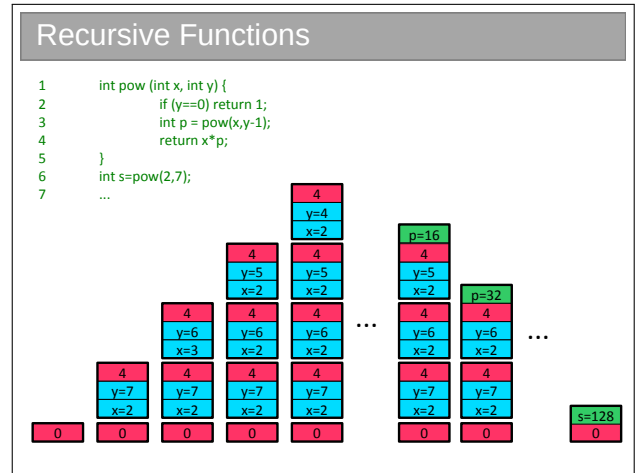 Recursive Functions
1 int pow (int x, int y) {
2 if (y==0) return 1;
3 int p = pow(x,y-1);
4 return x*p;
5 }
6 int s=pow(2,7);
7 ...
4
y=4
x=2 p=16
4 4 4
y=5 y=5 y=5
x=2 x=2 x=2 p=32
4 4 4 4 4
y=6 y=6 y=6 ... y=6 y=6 ...
x=3 x=2 x=2 x=2 x=2
4 4 4 4 4 4
y=7 y=7 y=7 y=7 y=7 y=7
x=2 x=2 x=2 x=2 x=2 x=2 s=128
0 0 0 0 0 0 0 0